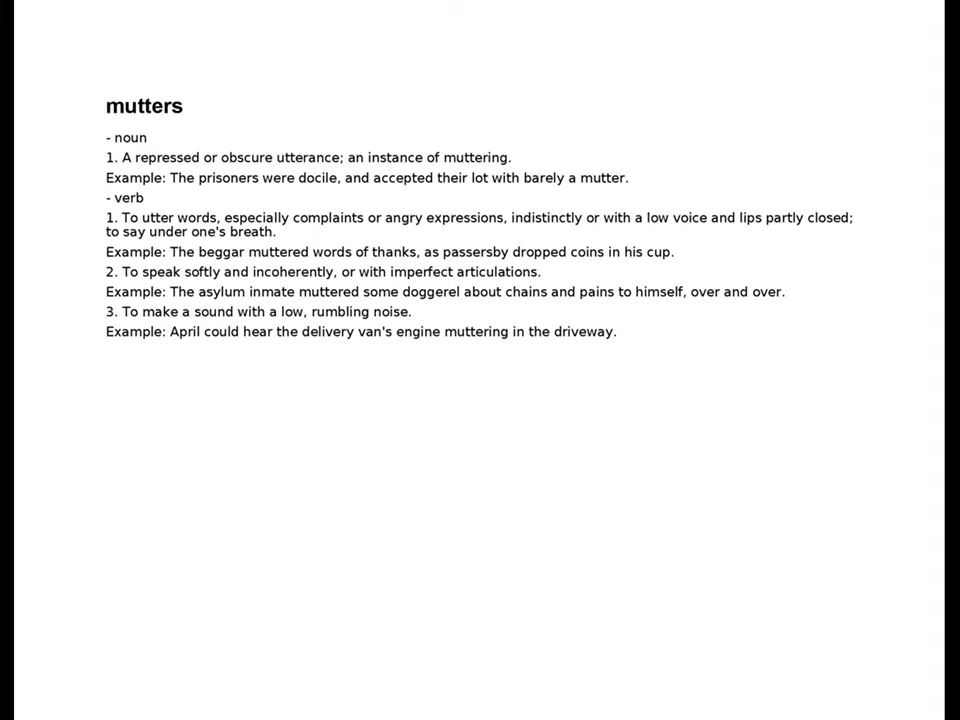 mutters
- noun
1. A repressed or obscure utterance; an instance of muttering.
Example: The prisoners were docile, and accepted their lot with barely a mutter.
- verb
1. To utter words, especially complaints or angry expressions, indistinctly or with a low voice and lips partly closed;
to say under one's breath.
Example: The beggar muttered words of thanks, as passersby dropped coins in his cup.
2. To speak softly and incoherently, or with imperfect articulations.
Example: The asylum inmate muttered some doggerel about chains and pains to himself, over and over.
3. To make a sound with a low, rumbling noise.
Example: April could hear the delivery van's engine muttering in the driveway.